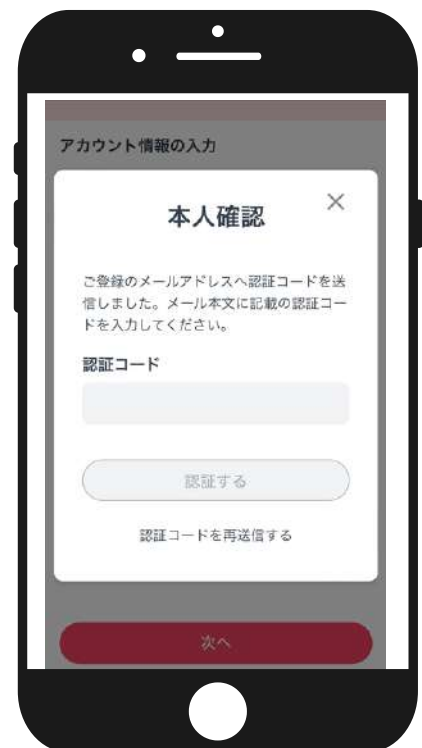 アカウント情報の入力
本人確認
ご登録のメールアドレスへ認証コードを送
信しました。メール本文に記載の認証コー
ドを入力してください。
認証コード
認証する
認証コードを再送信する
次へ